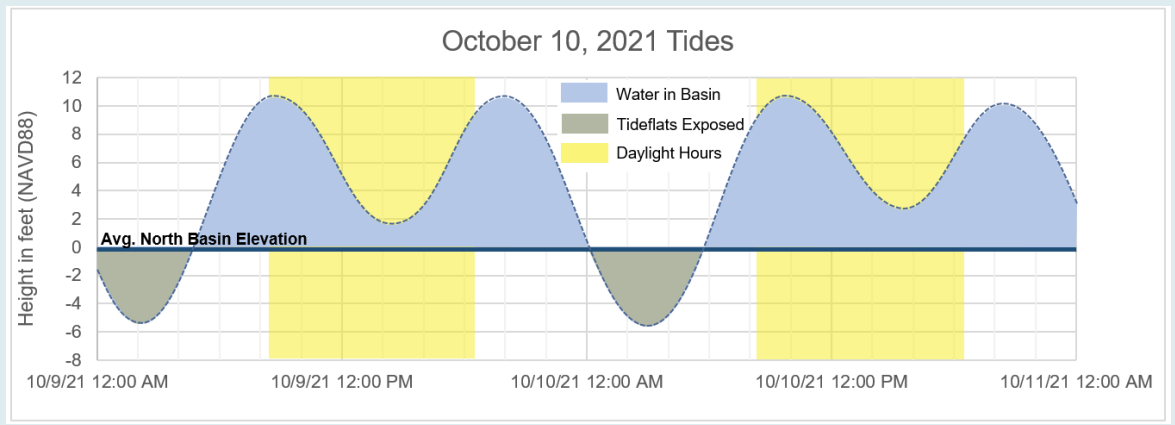 October 10, 2021 Tides
Height in feet (NAVD88)
12
10
8
6
4
2
0
-2
-4
-6
-8
Water in Basin
Tideflats Exposed
Daylight Hours
Avg. North Basin Elevation
10/9/21 12:00 AM
10/9/21 12:00 PM
10/10/21 12:00 AM
10/10/21 12:00 PM
10/11/21 12:00 AM